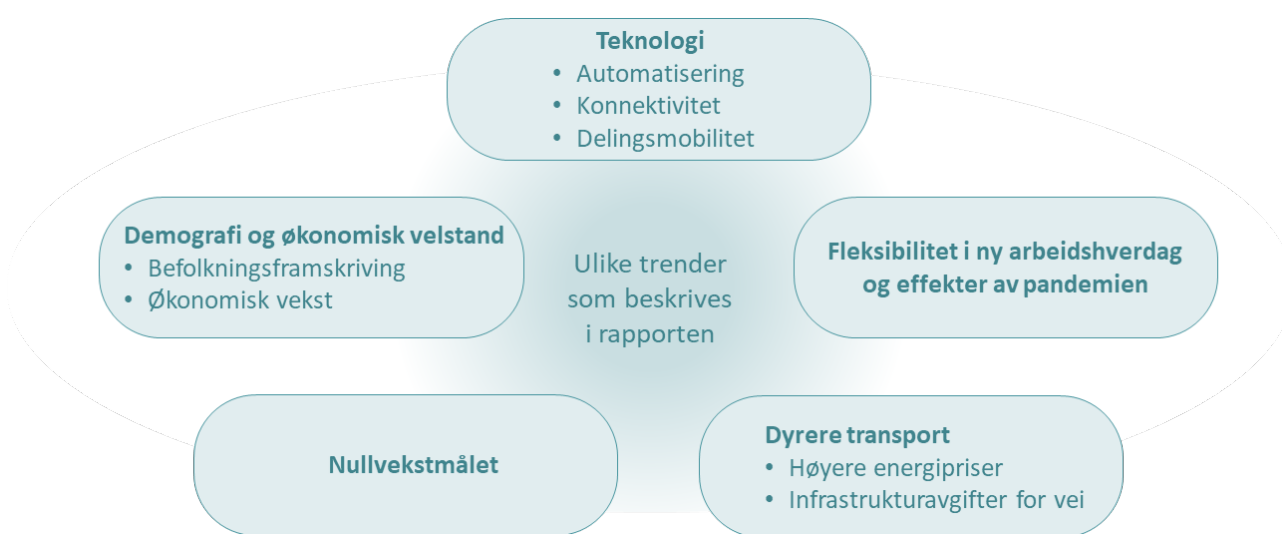 Teknologi
• Automatisering
• Konnektivitet
• Delingsmobilitet
Demografi og økonomisk velstand
• Befolkningsframskriving
• Økonomisk vekst
Ulike trender
som beskrives
i rapporten
Fleksibilitet i ny arbeidshverdag
og effekter av pandemien
Nullvekstmålet
Dyrere transport
• Høyere energipriser
• Infrastrukturavgifter for vei